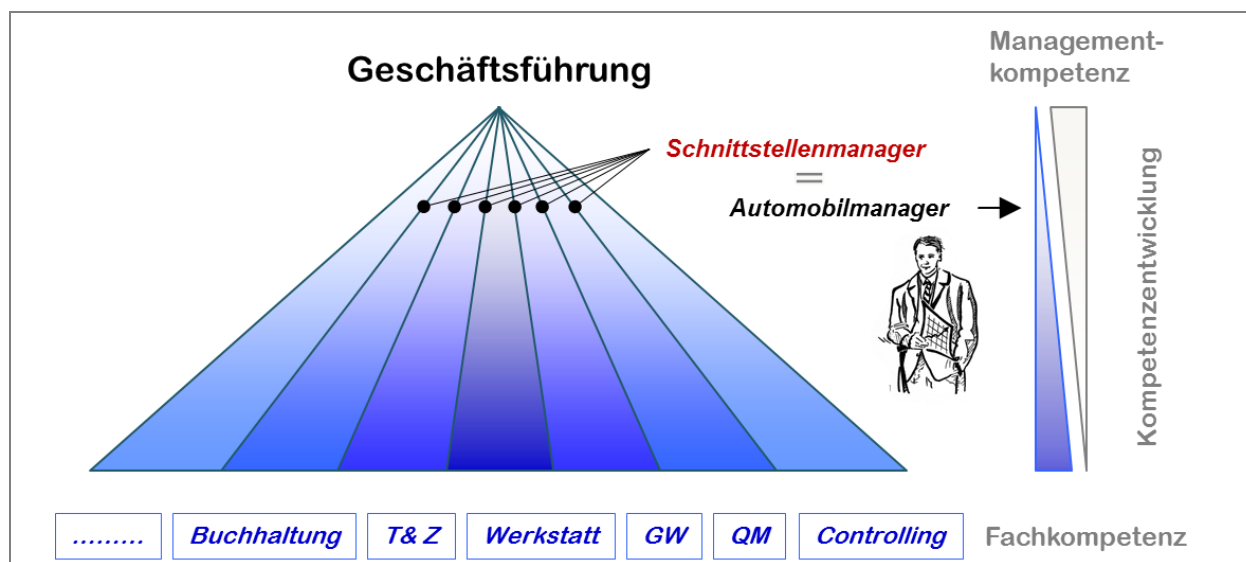 Management-
kompetenz
Geschäftsführung
Schnittstellenmanager
=
Automobilmanager
Kompetenzentwicklung
.........
Buchhaltung
T& Z
Werkstatt
GW
QM
Controlling
Fachkompetenz